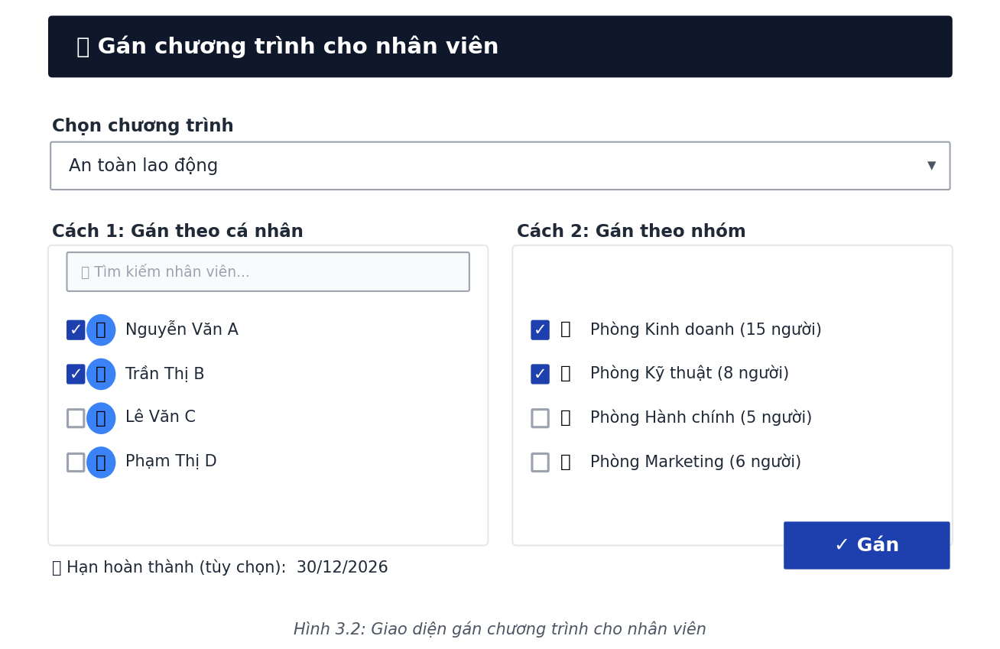 Gán chương trình cho nhân viên
Chọn chương trình
An toàn lao động ▼
Cách 1: Gán theo cá nhân
Tìm kiếm nhân viên...
✓ Nguyễn Văn A
✓ Trần Thị B
Lê Văn C
Phạm Thị D
Cách 2: Gán theo nhóm
✓ Phòng Kinh doanh (15 người)
✓ Phòng Kỹ thuật (8 người)
Phòng Hành chính (5 người)
Phòng Marketing (6 người)
✓ Gán
Hạn hoàn thành (tùy chọn): 30/12/2026
Hình 3.2: Giao diện gán chương trình cho nhân viên